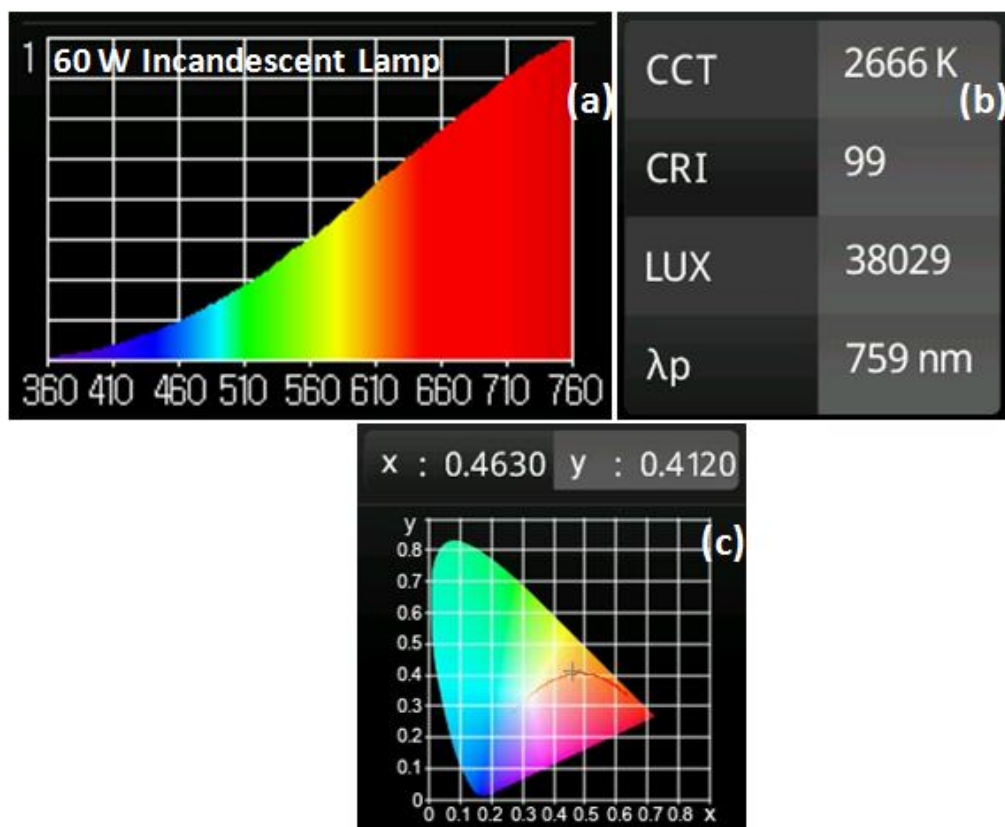 1 60 W Incandescent Lamp
(a)
360 410 460 510 560 610 660 710 760
CCT 2666 K
(b)
CRI 99
LUX 38029
λp 759 nm
x : 0.4630 y : 0.4120
(c)
y
0.8
0.7
0.6
0.5
0.4
0.3
0.2
0.1
0
0 0.1 0.2 0.3 0.4 0.5 0.6 0.7 0.8 x